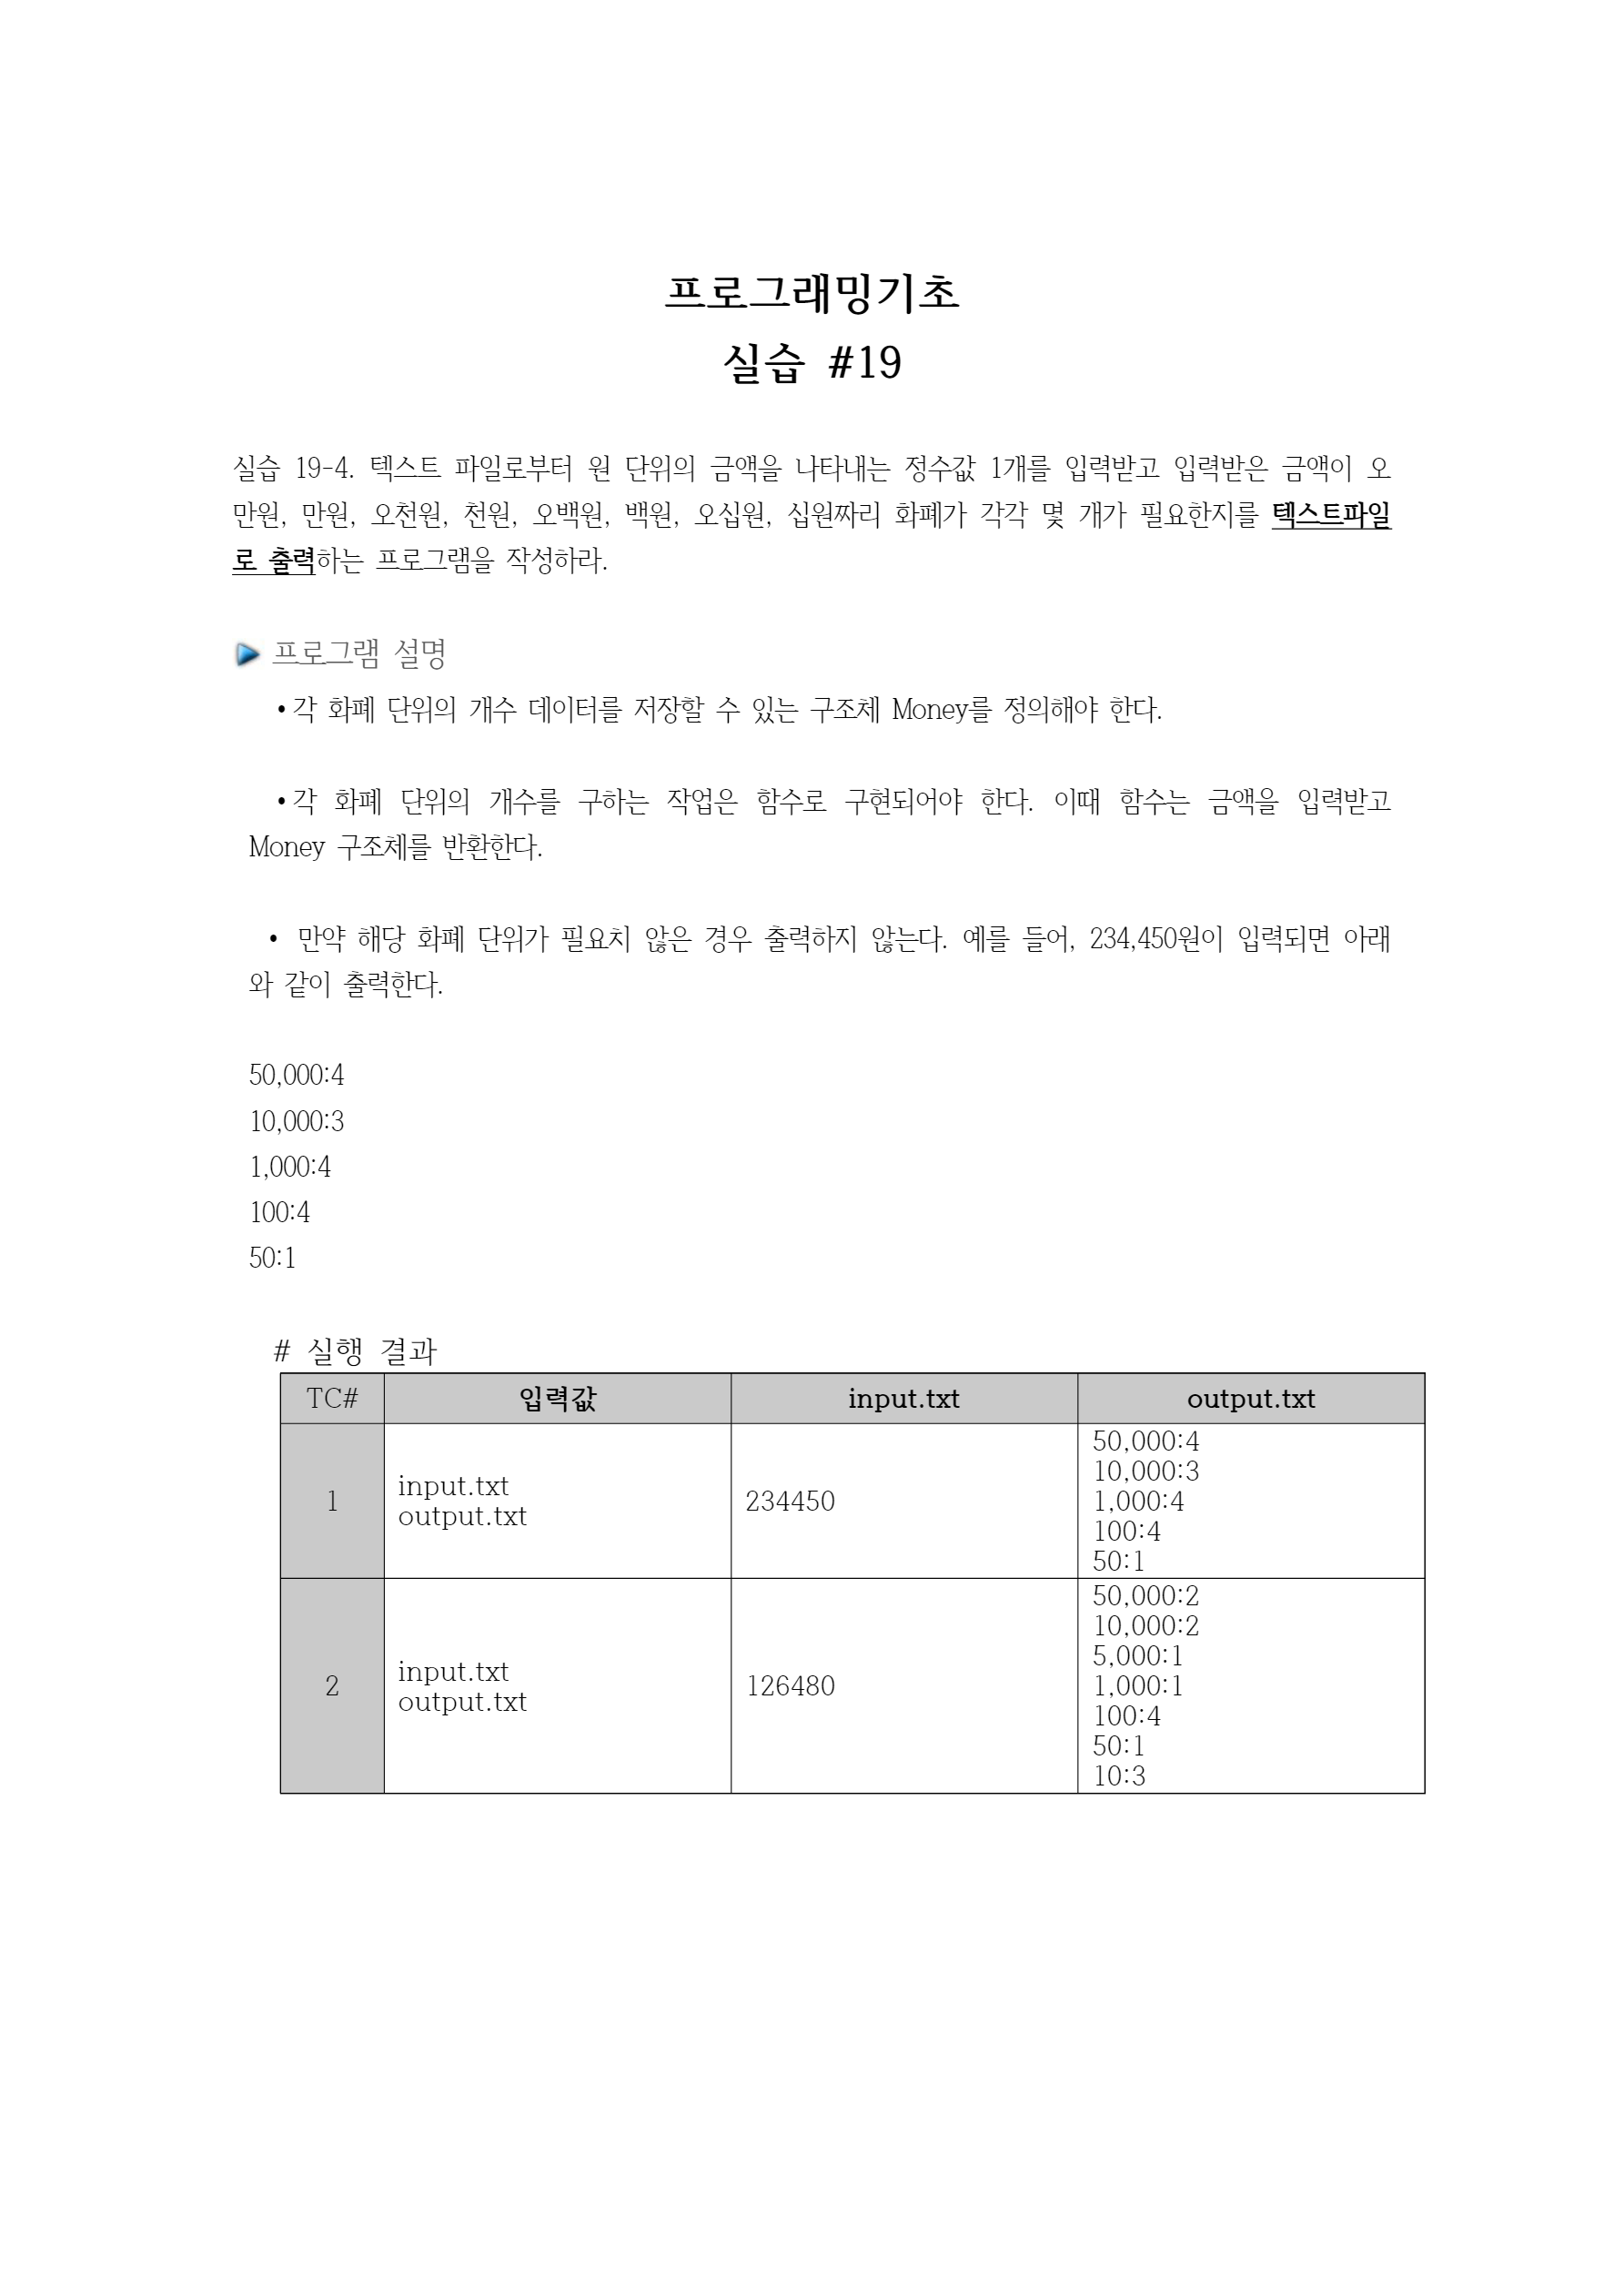 프로그래밍기초
실습 #19
실습 19-4. 텍스트 파일로부터 원 단위의 금액을 나타내는 정수값 1개를 입력받고 입력받은 금액이 오
만원, 만원, 오천원, 천원, 오백원, 백원, 오십원, 십원짜리 화폐가 각각 몇 개가 필요한지를 텍스트파일
로 출력하는 프로그램을 작성하라.
프로그램 설명
•각 화폐 단위의 개수 데이터를 저장할 수 있는 구조체 Money를 정의해야 한다.
•각 화폐 단위의 개수를 구하는 작업은 함수로 구현되어야 한다. 이때 함수는 금액을 입력받고
Money 구조체를 반환한다.
• 만약 해당 화폐 단위가 필요치 않은 경우 출력하지 않는다. 예를 들어, 234,450원이 입력되면 아래
와 같이 출력한다.
50,000:4
10,000:3
1,000:4
100:4
50:1
# 실행 결과
TC# 입력값 input.txt output.txt
1
input.txt
output.txt
234450
50,000:4
10,000:3
1,000:4
100:4
50:1
2
input.txt
output.txt
126480
50,000:2
10,000:2
5,000:1
1,000:1
100:4
50:1
10:3